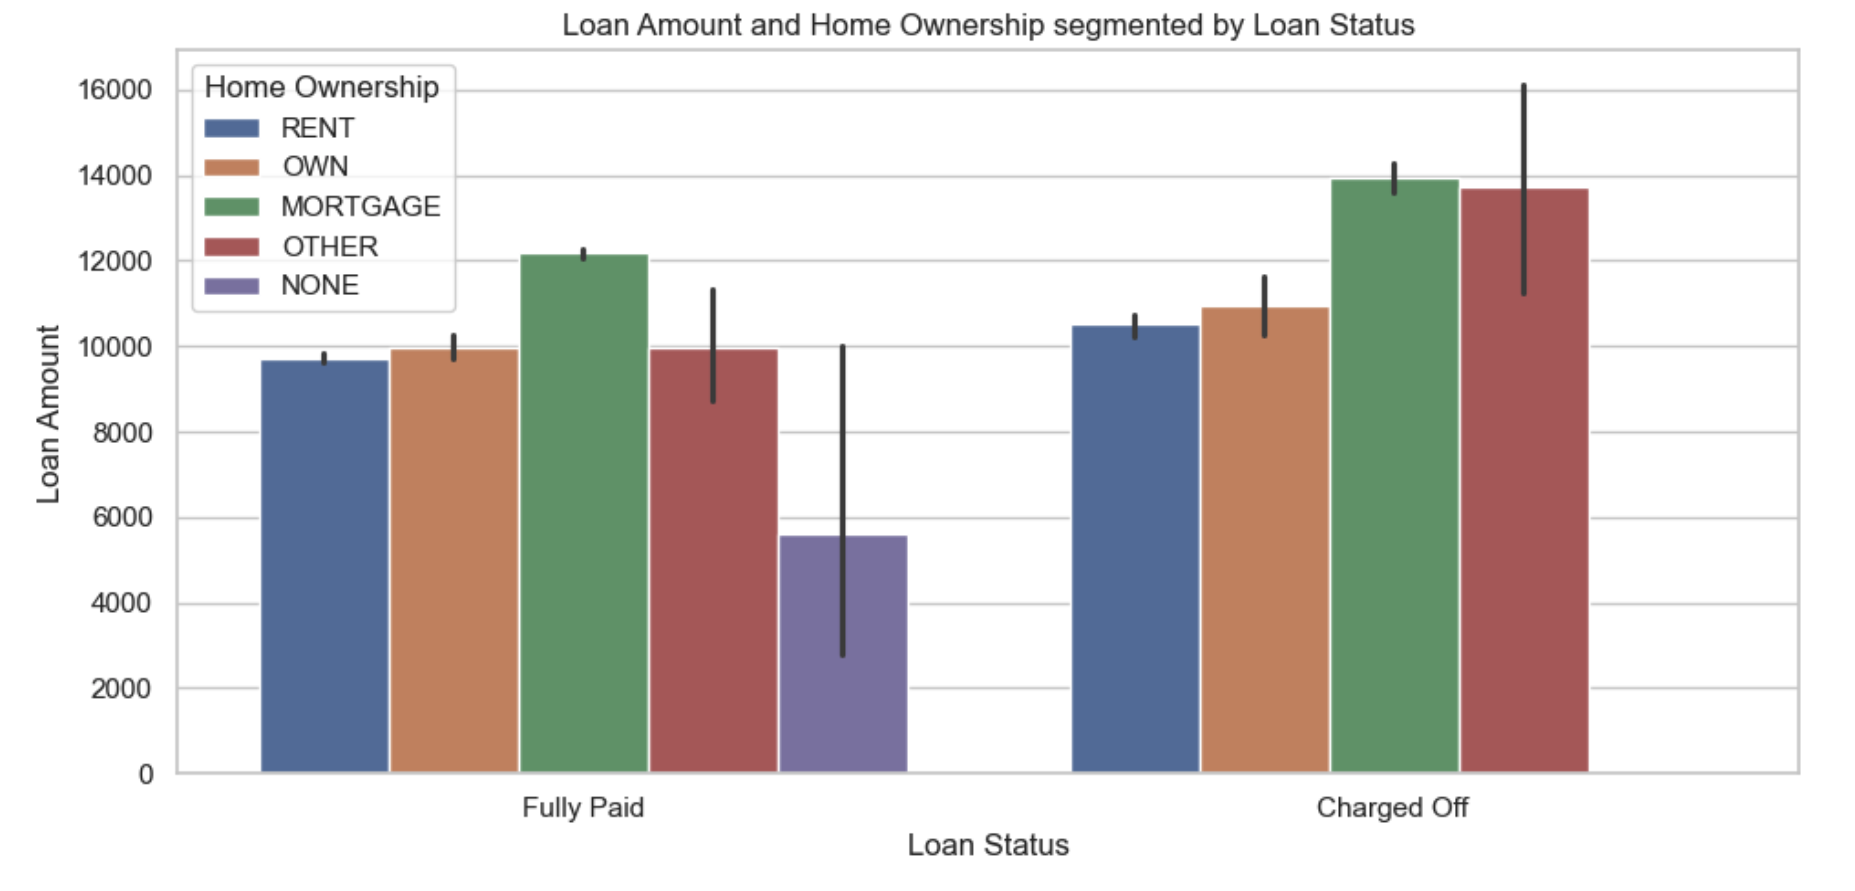 Loan Amount and Home Ownership segmented by Loan Status
Home Ownership
RENT
OWN
MORTGAGE
OTHER
NONE
16000
14000
12000
10000
8000
6000
4000
2000
0
Loan Amount
Fully Paid
Charged Off
Loan Status